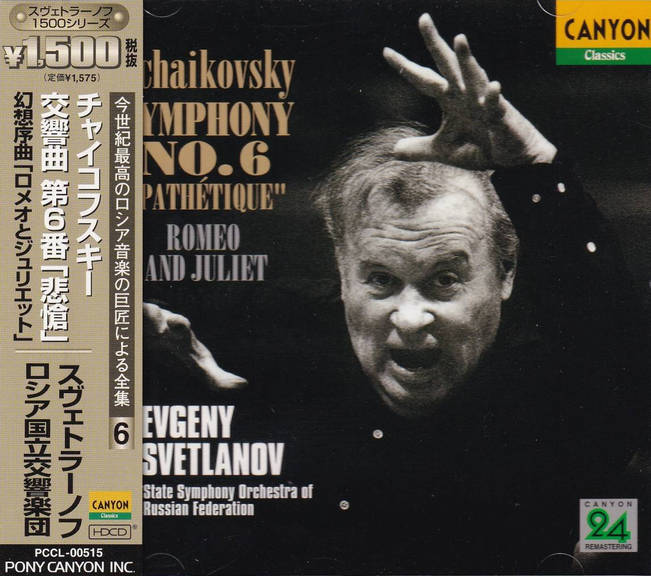 スヴェトラーノフ
1500シリーズ
¥1,500
税抜
(定価¥1,575)
今世紀最高のロシア音楽の巨匠による全集
6
チャイコフスキー
交響曲 第6番「悲愴」
幻想序曲「ロメオとジュリエット」
スヴェトラーノフ
ロシア国立交響楽団
CANYON
Classics
HDCD®
PCCL-00515
PONY CANYON INC.
chaikovsky
YMPHONY
NO.6
PATHÉTIQUE"
ROMEO
AND JULIET
EVGENY
SVETLANOV
State Symphony Orchestra of
Russian Federation
CANYON
Classics
CANYON
24
REMASTERING